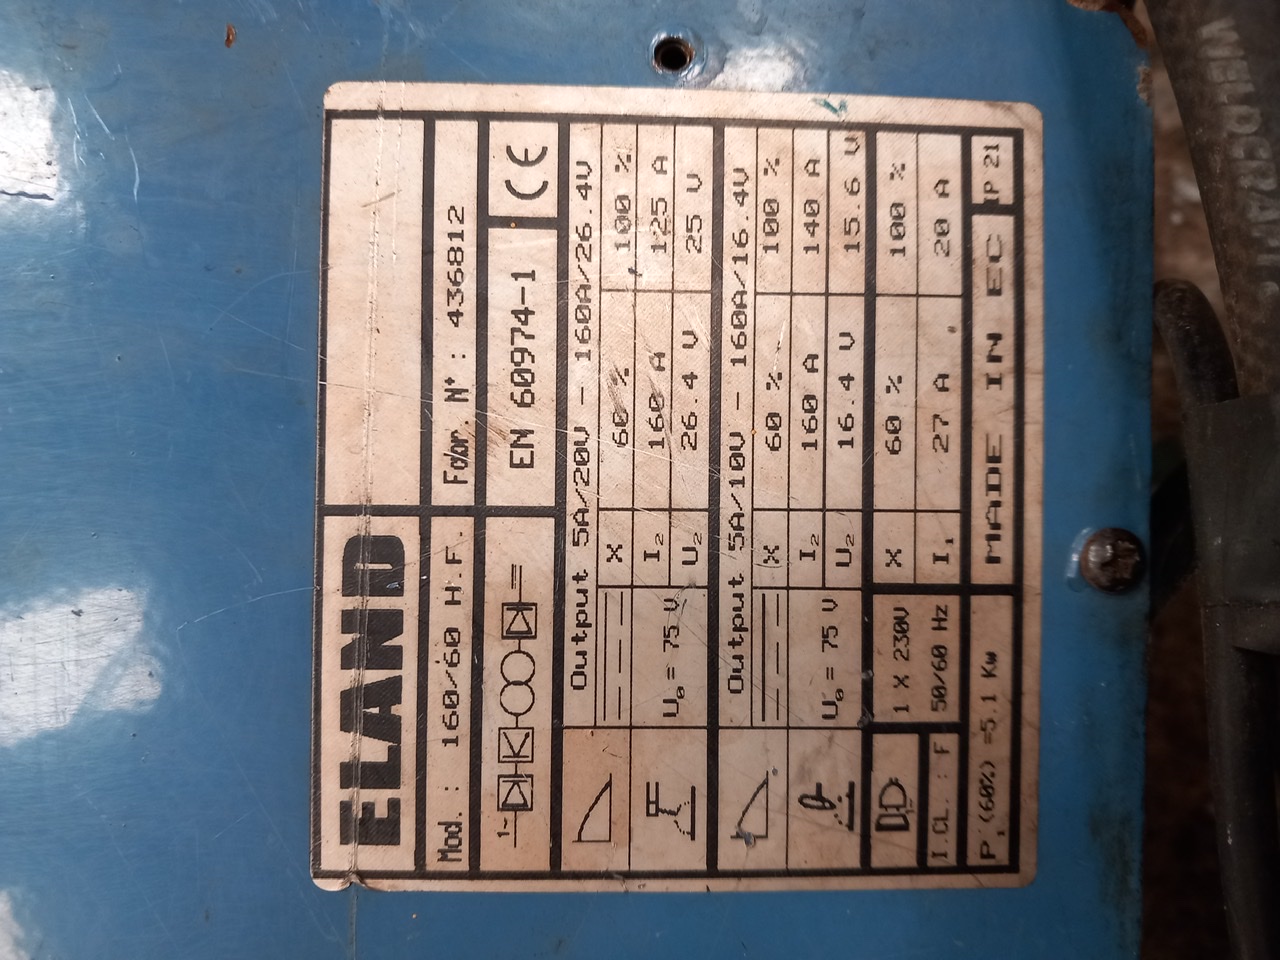 ELAND
Mod. : 160/60 H.F. Fabr. N° : 436812
1~ EN 60974-1 CE
Output 5A/20V - 160A/26.4V
X 60 % 100 %
U₀ = 75 V I₂ 160 A 125 A
U₂ 26.4 V 25 V
Output 5A/10V - 160A/16.4V
X 60 % 100 %
U₀ = 75 V I₂ 160 A 140 A
U₂ 16.4 V 15.6 V
1~ 1 X 230V X 60 % 100 %
I.CL. : F 50/60 Hz I₁ 27 A 20 A
P₁(60%) =5.1 Kw MADE IN EC IP 21